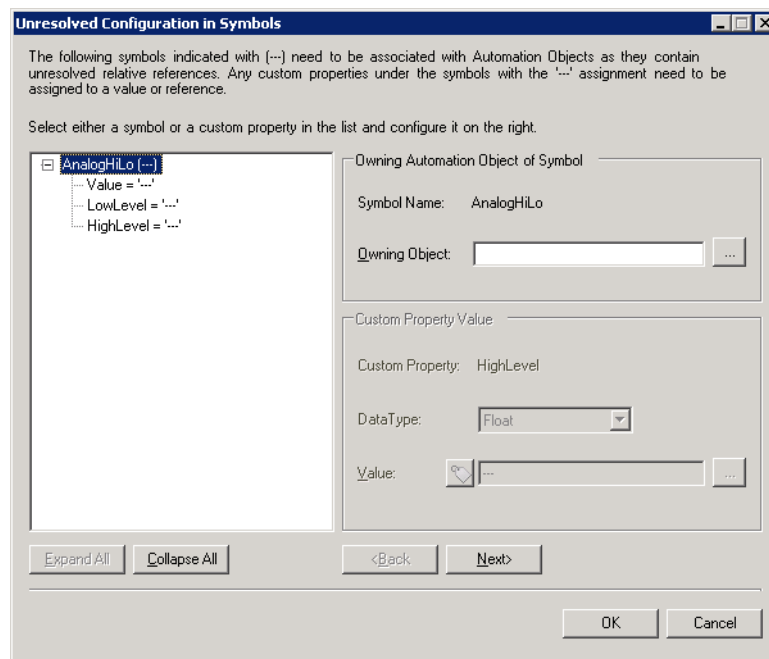 Unresolved Configuration in Symbols
The following symbols indicated with (---) need to be associated with Automation Objects as they contain
unresolved relative references. Any custom properties under the symbols with the '---' assignment need to be
assigned to a value or reference.
Select either a symbol or a custom property in the list and configure it on the right.
AnalogHiLo (---)
Value = '---'
LowLevel = '---'
HighLevel = '---'
Owning Automation Object of Symbol
Symbol Name: AnalogHiLo
Owning Object: ...
Custom Property Value
Custom Property: HighLevel
DataType: Float
Value: --- ...
Expand All Collapse All <Back Next>
OK Cancel